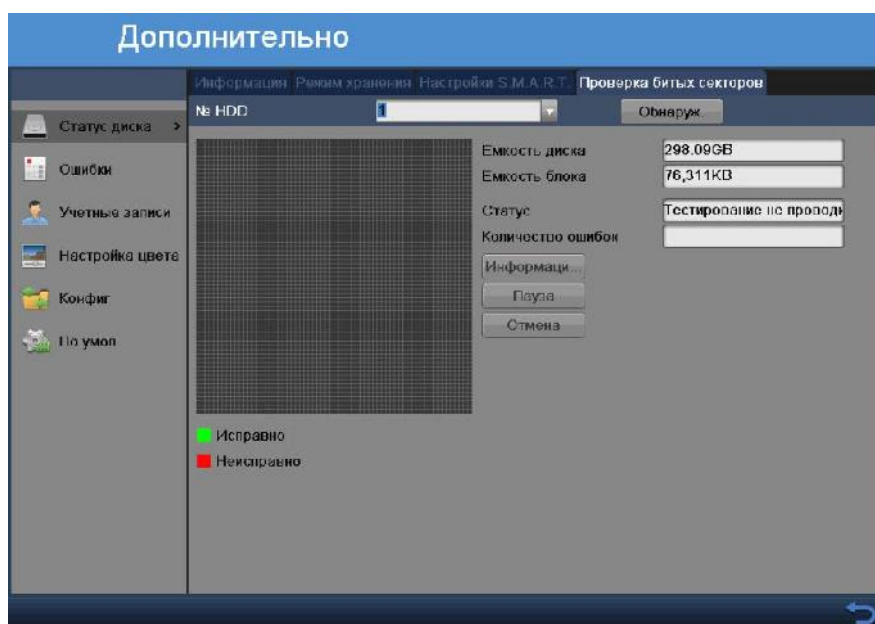 Дополнительно
Информация Режим хранения Настройки S.M.A.R.T. Проверка битых секторов
№ HDD 1 Обнаруж.
Статус диска >
Ошибки
Учетные записи
Настройка цвета
Конфиг
По умол
Емкость диска 298.09GB
Емкость блока 76,311KB
Статус Тестирование не проводи
Количество ошибок
Информаци...
Пауза
Отмена
Исправно
Неисправно